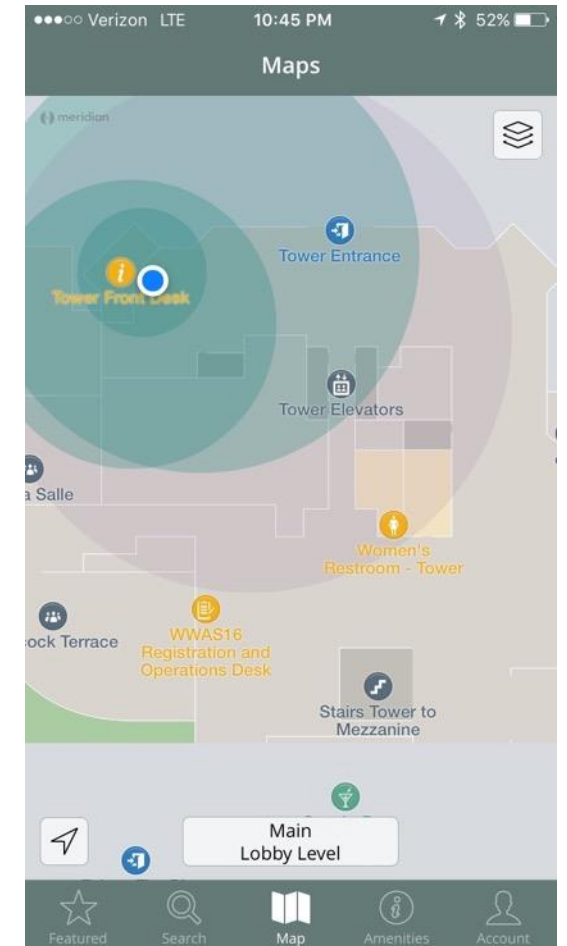 Verizon LTE 10:45 PM 52%
Maps
meridian
Tower Entrance
Tower Front Desk
Tower Elevators
a Salle
Women's
Restroom - Tower
cock Terrace
WWAS16
Registration and
Operations Desk
Stairs Tower to
Mezzanine
Main
Lobby Level
Featured Search Map Amenities Account